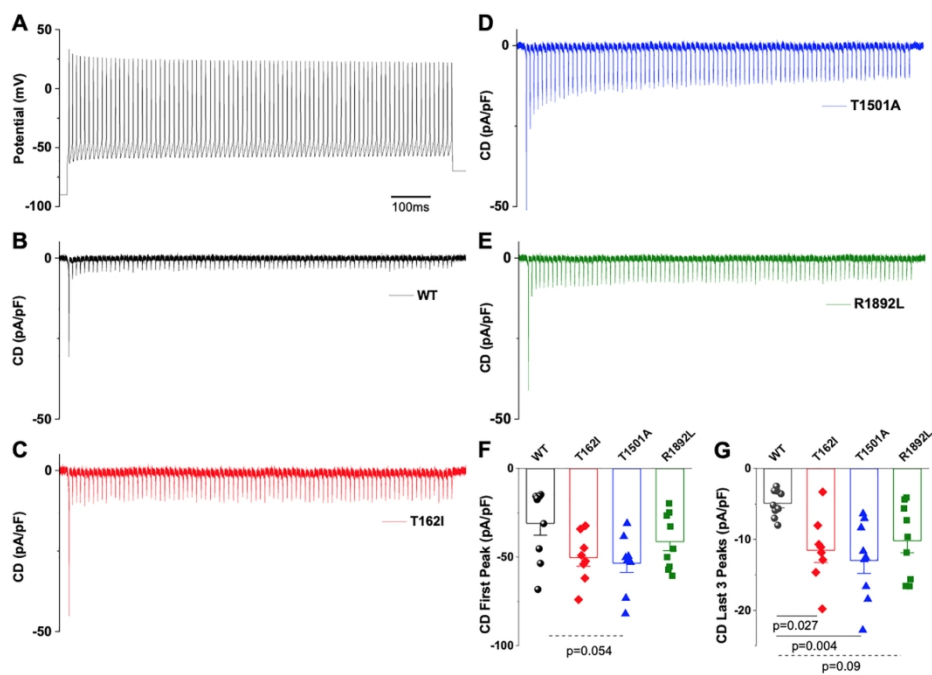 A
50
0
-50
-100
Potential (mV)
100ms
B
0
-50
CD (pA/pF)
WT
C
0
-50
CD (pA/pF)
T162I
D
0
-50
CD (pA/pF)
T1501A
E
0
-50
CD (pA/pF)
R1892L
F
WT
T162I
T1501A
R1892L
0
-50
-100
CD First Peak (pA/pF)
p=0.054
G
WT
T162I
T1501A
R1892L
0
-10
-20
CD Last 3 Peaks (pA/pF)
p=0.027
p=0.004
p=0.09